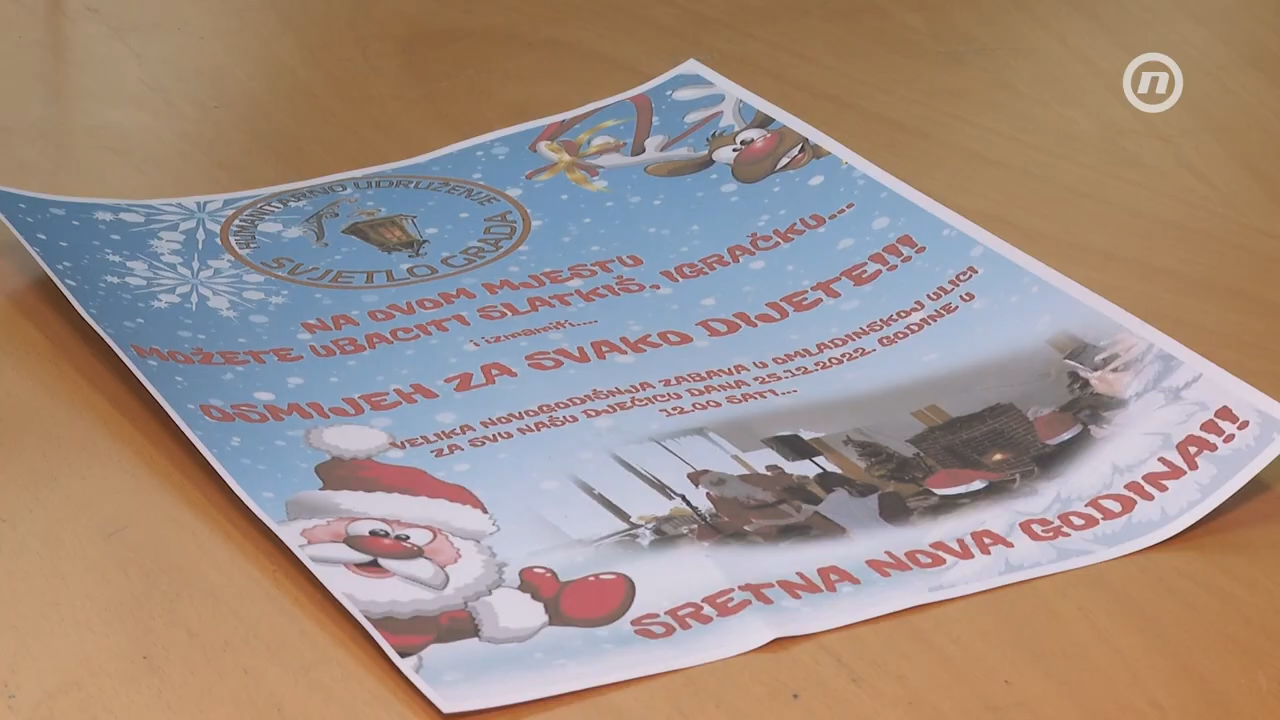 n
HUMANITARNO UDRUŽENJE
SVJETLO GRADA
NA OVOM MJESTU
MOŽETE UBACITI SLATKIŠ, IGRAČKU...
i izmamiti....
OSMIJEH ZA SVAKO DIJETE!!!
VELIKA NOVOGODIŠNJA ZABAVA U OMLADINSKOJ ULICI
ZA SVU NAŠU DJEČICU DANA 25.12.2022. GODINE U
12.00 SATI...
SRETNA NOVA GODINA!!